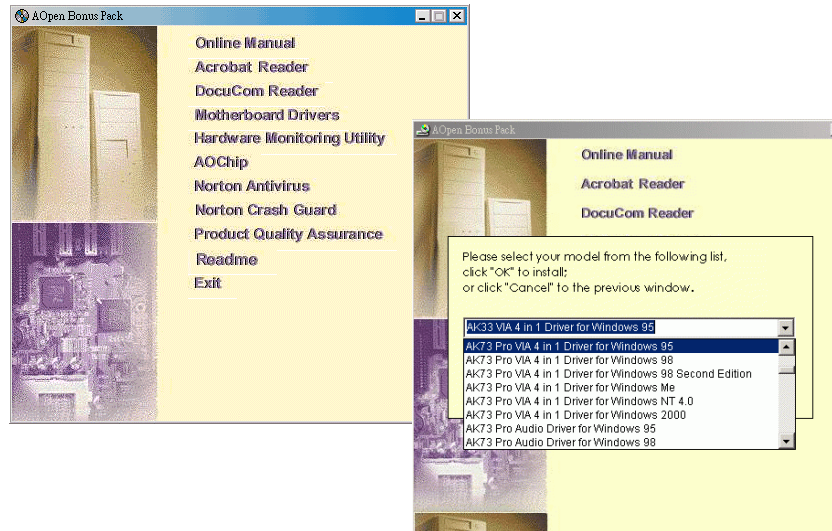 AOpen Bonus Pack
Online Manual
Acrobat Reader
DocuCom Reader
Motherboard Drivers
Hardware Monitoring Utility
AOChip
Norton Antivirus
Norton Crash Guard
Product Quality Assurance
Readme
Exit
AOpen Bonus Pack
Online Manual
Acrobat Reader
DocuCom Reader
Please select your model from the following list,
click "OK" to install;
or click "Cancel" to the previous window.
AK33 VIA 4 in 1 Driver for Windows 95
AK73 Pro VIA 4 in 1 Driver for Windows 95
AK73 Pro VIA 4 in 1 Driver for Windows 98
AK73 Pro VIA 4 in 1 Driver for Windows 98 Second Edition
AK73 Pro VIA 4 in 1 Driver for Windows Me
AK73 Pro VIA 4 in 1 Driver for Windows NT 4.0
AK73 Pro VIA 4 in 1 Driver for Windows 2000
AK73 Pro Audio Driver for Windows 95
AK73 Pro Audio Driver for Windows 98